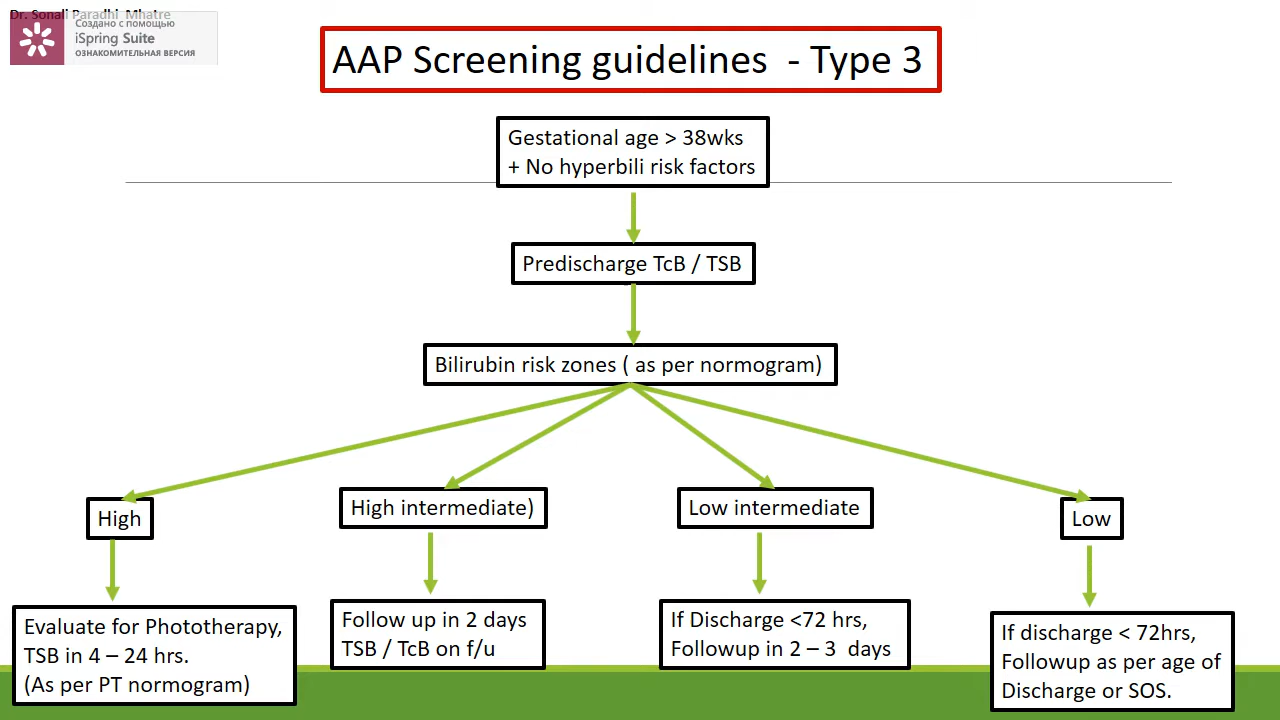 Dr. Sonali Paradhi Mhatre
Создано с помощью
iSpring Suite
ОЗНАКОМИТЕЛЬНАЯ ВЕРСИЯ
AAP Screening guidelines - Type 3
Gestational age > 38wks
+ No hyperbili risk factors
Predischarge TcB / TSB
Bilirubin risk zones ( as per normogram)
High
High intermediate)
Low intermediate
Low
Evaluate for Phototherapy,
TSB in 4 – 24 hrs.
(As per PT normogram)
Follow up in 2 days
TSB / TcB on f/u
If Discharge <72 hrs,
Followup in 2 – 3 days
If discharge < 72hrs,
Followup as per age of
Discharge or SOS.